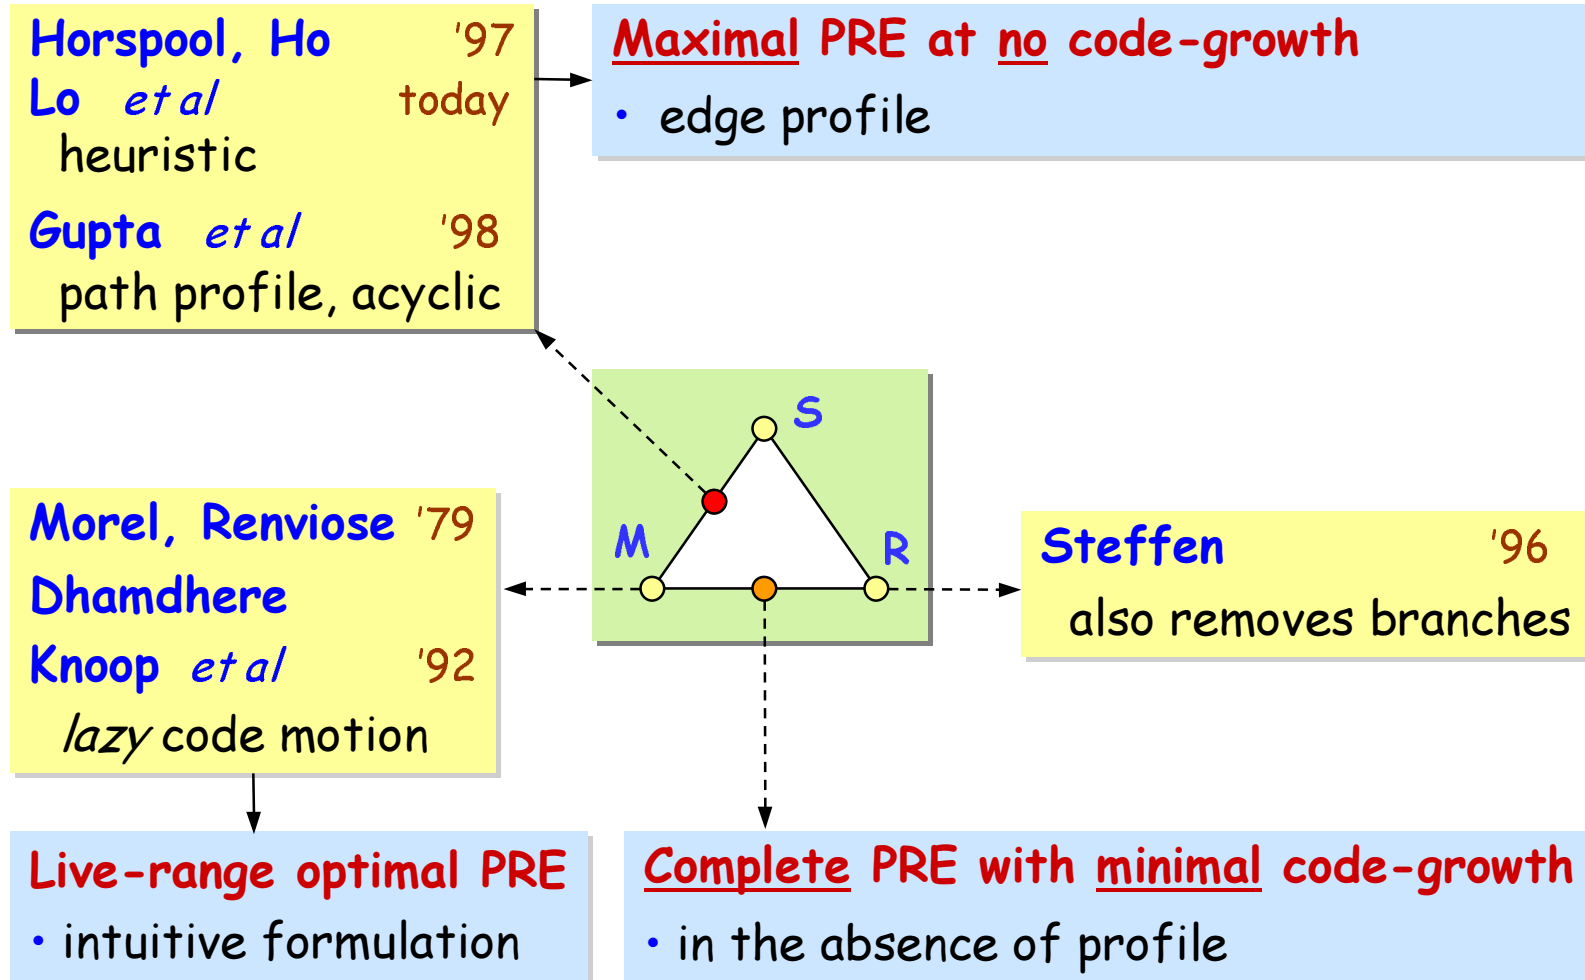 Horspool, Ho '97
Lo et al today
heuristic
Gupta et al '98
path profile, acyclic
Maximal PRE at no code-growth
• edge profile
S
M
R
Morel, Renviose '79
Dhamdhere
Knoop et al '92
lazy code motion
Steffen '96
also removes branches
Live-range optimal PRE
• intuitive formulation
Complete PRE with minimal code-growth
• in the absence of profile